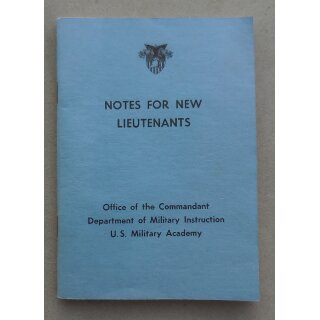 NOTES FOR NEW
LIEUTENANTS
Office of the Commandant
Department of Military Instruction
U.S. Military Academy